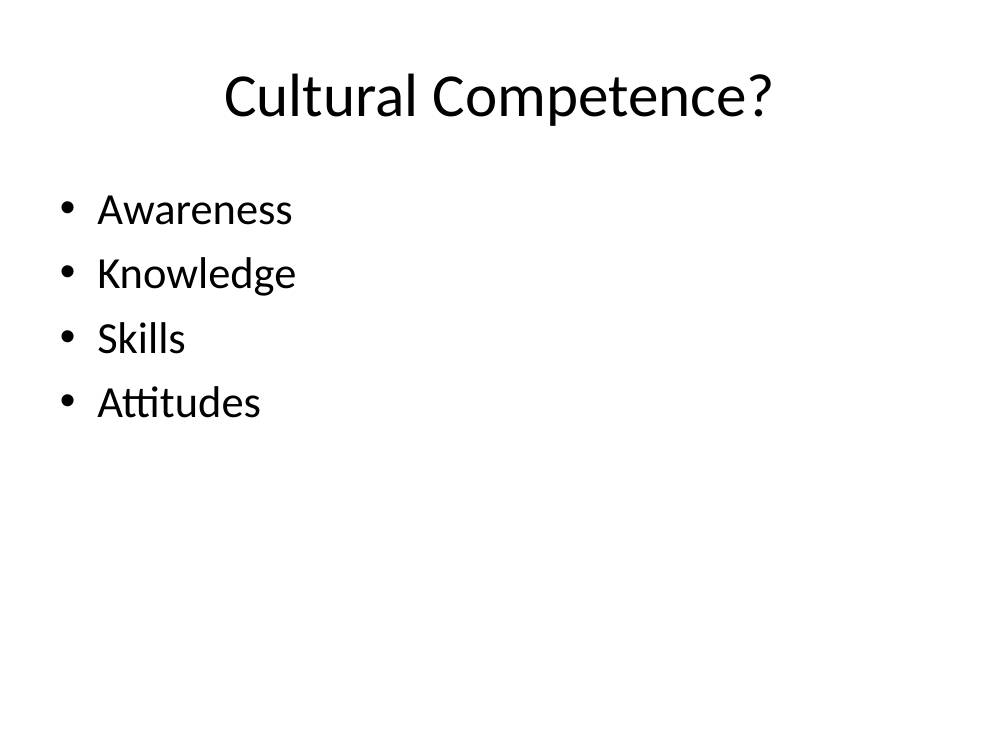 Cultural Competence?
• Awareness
• Knowledge
• Skills
• Attitudes